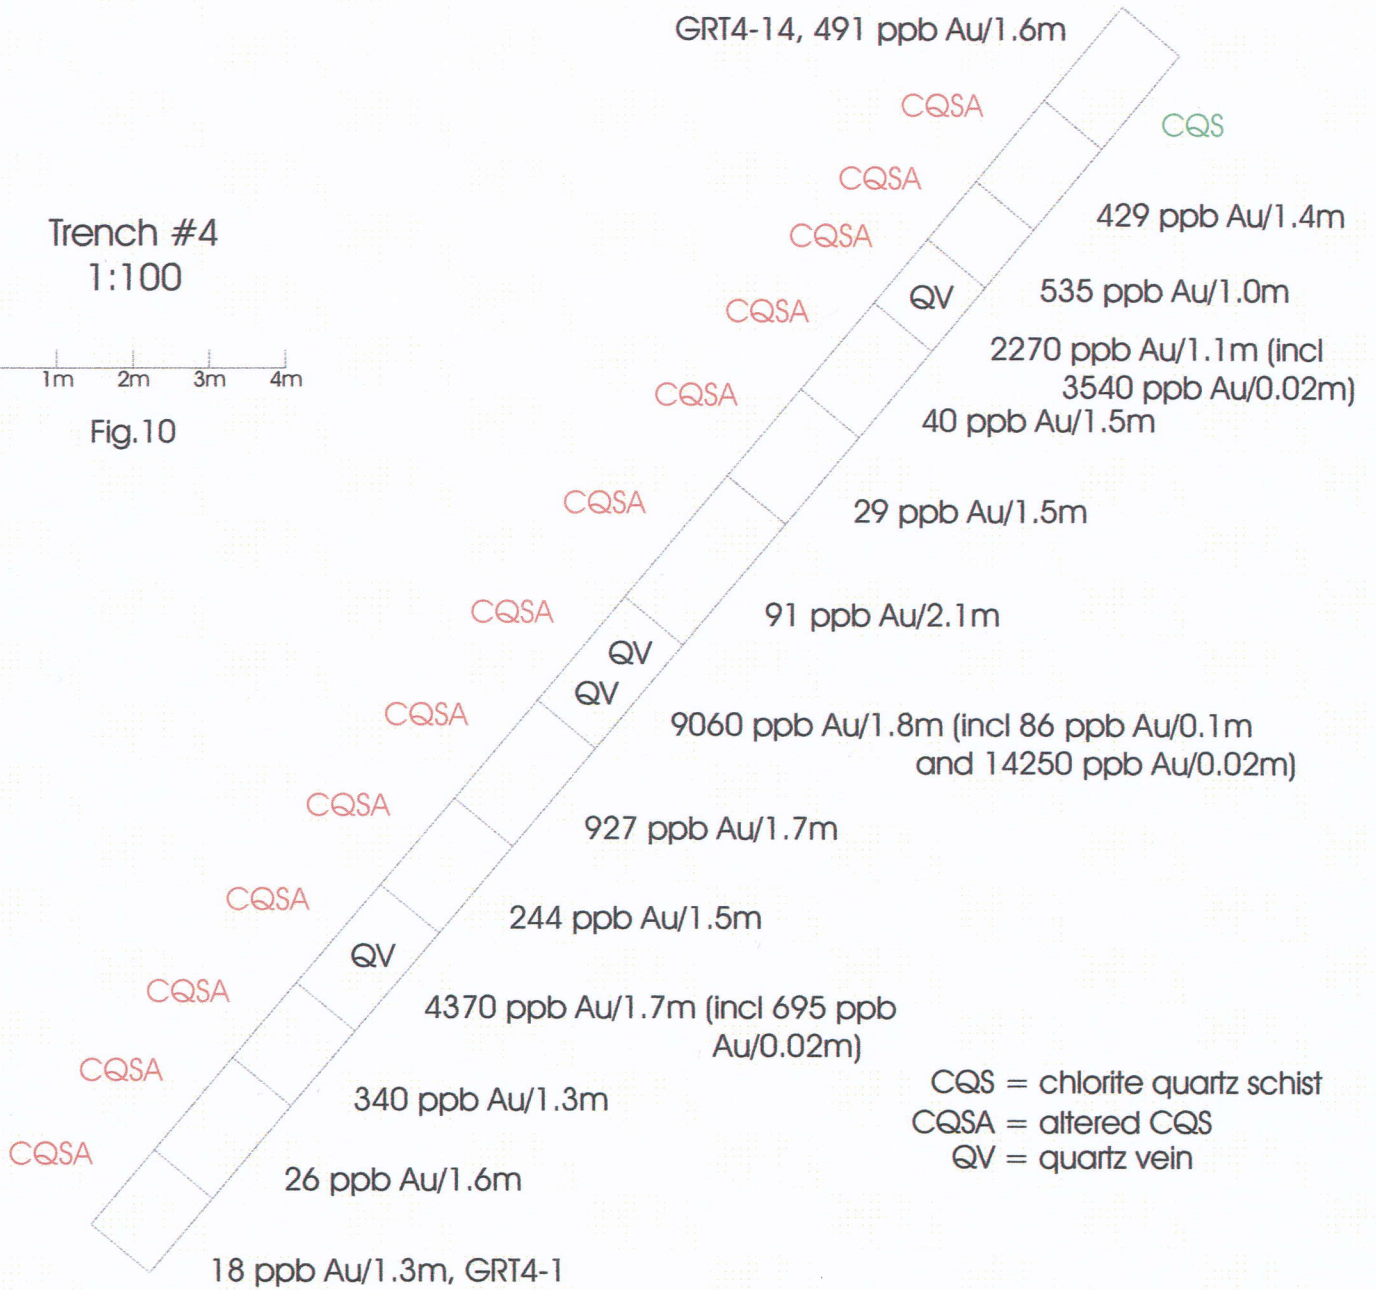 GRT4-14, 491 ppb Au/1.6m
CQSA
CQS
CQSA
429 ppb Au/1.4m
Trench #4
CQSA
1:100
535 ppb Au/1.0m
QV
CQSA
2270 ppb Au/1.1m (incl
3540 ppb Au/0.02m)
1m 2m 3m 4m
CQSA
40 ppb Au/1.5m
Fig.10
CQSA
29 ppb Au/1.5m
CQSA
91 ppb Au/2.1m
QV
QV
CQSA
9060 ppb Au/1.8m (incl 86 ppb Au/0.1m
and 14250 ppb Au/0.02m)
CQSA
927 ppb Au/1.7m
CQSA
244 ppb Au/1.5m
QV
CQSA
4370 ppb Au/1.7m (incl 695 ppb
Au/0.02m)
CQSA
340 ppb Au/1.3m
CQSA
26 ppb Au/1.6m
18 ppb Au/1.3m, GRT4-1
CQS = chlorite quartz schist
CQSA = altered CQS
QV = quartz vein